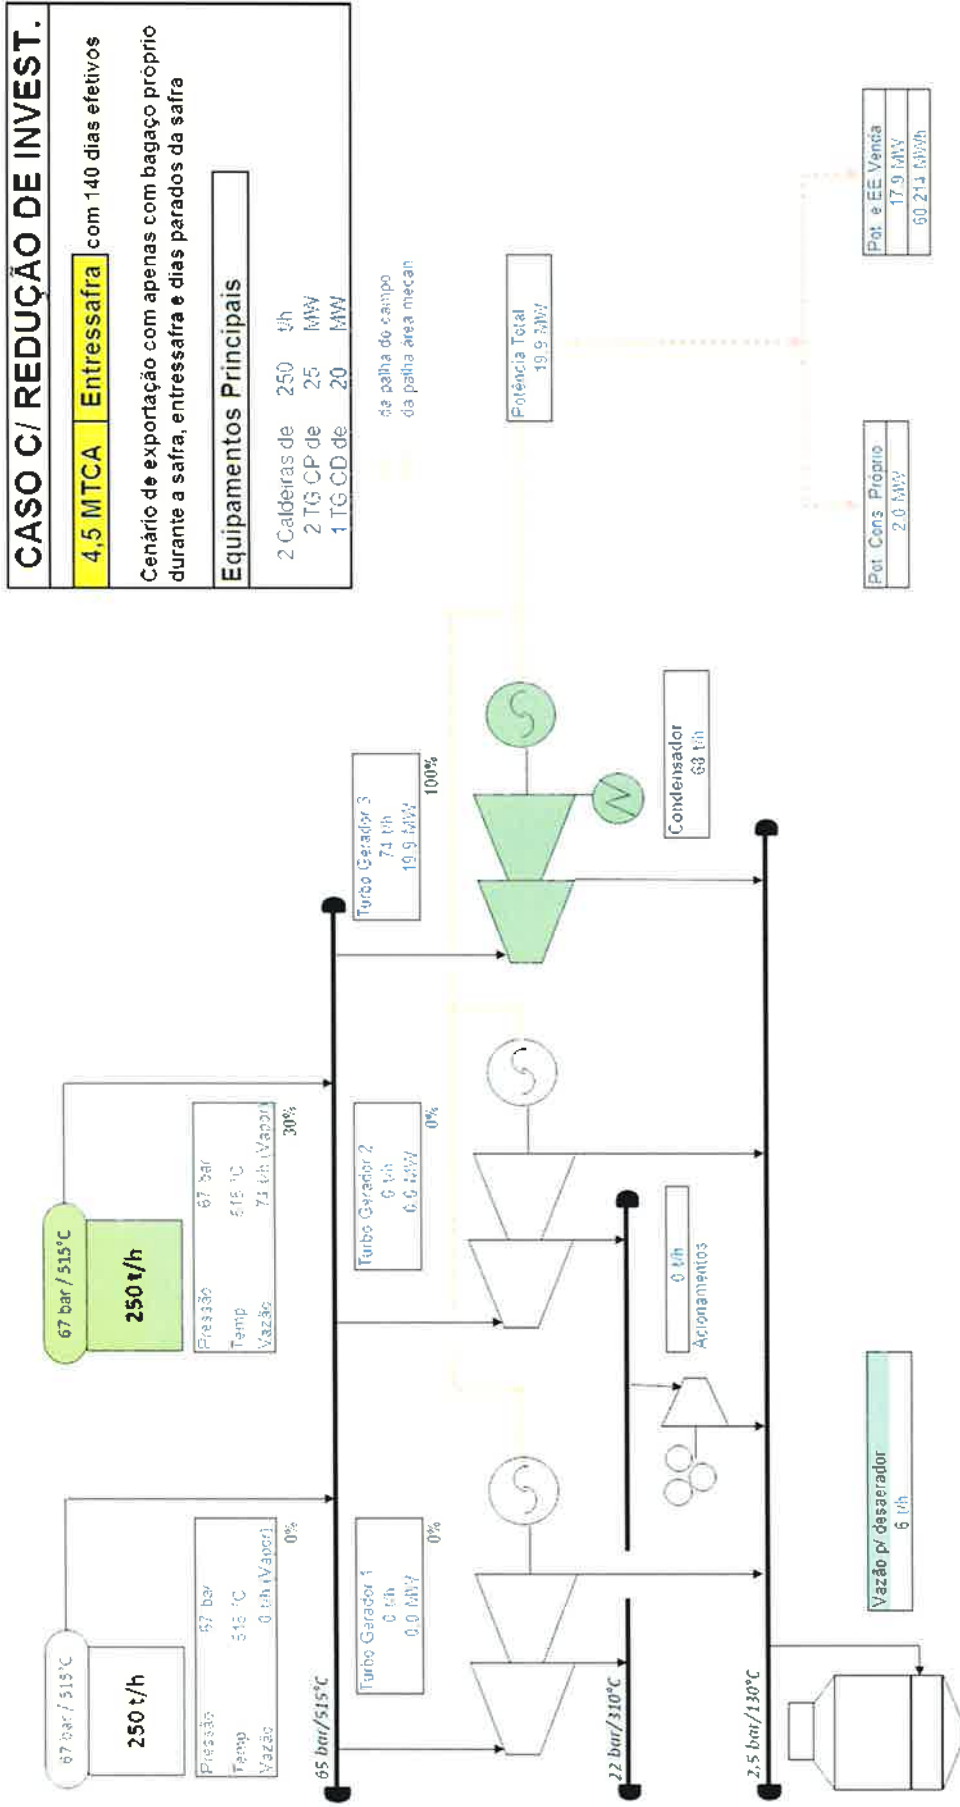 CASO C/ REDUÇÃO DE INVEST.
4,5 MTCA Entressafra com 140 dias efetivos
Cenário de exportação com apenas com bagaço próprio
durante a safra, entressafra e dias parados da safra
Equipamentos Principais
2 Caldeiras de 250 t/h
2 TG CP de 25 MW
1 TG CD de 20 MW
da palha do campo
da palha área mecan
67 bar / 515°C
250 t/h
Pressão 67 bar
Temp 515 °C
Vazão 0 t/h (Vapor)
0%
67 bar / 515°C
250 t/h
Pressão 67 bar
Temp 515 °C
Vazão 74 t/h (Vapor)
30%
65 bar/515°C
Turbo Gerador 1
0 t/h
0,0 MW
0%
Turbo Gerador 2
0 t/h
0,0 MW
0%
Turbo Gerador 3
74 t/h
19,9 MW
100%
Potência Total
19,9 MW
22 bar/310°C
0 t/h
Acionamentos
Condensador
68 t/h
2,5 bar/130°C
Vazão p/ desaerador
6 t/h
Pot Cons Próprio
2,0 MW
Pot e EE Venda
17,9 MW
60.214 MWh